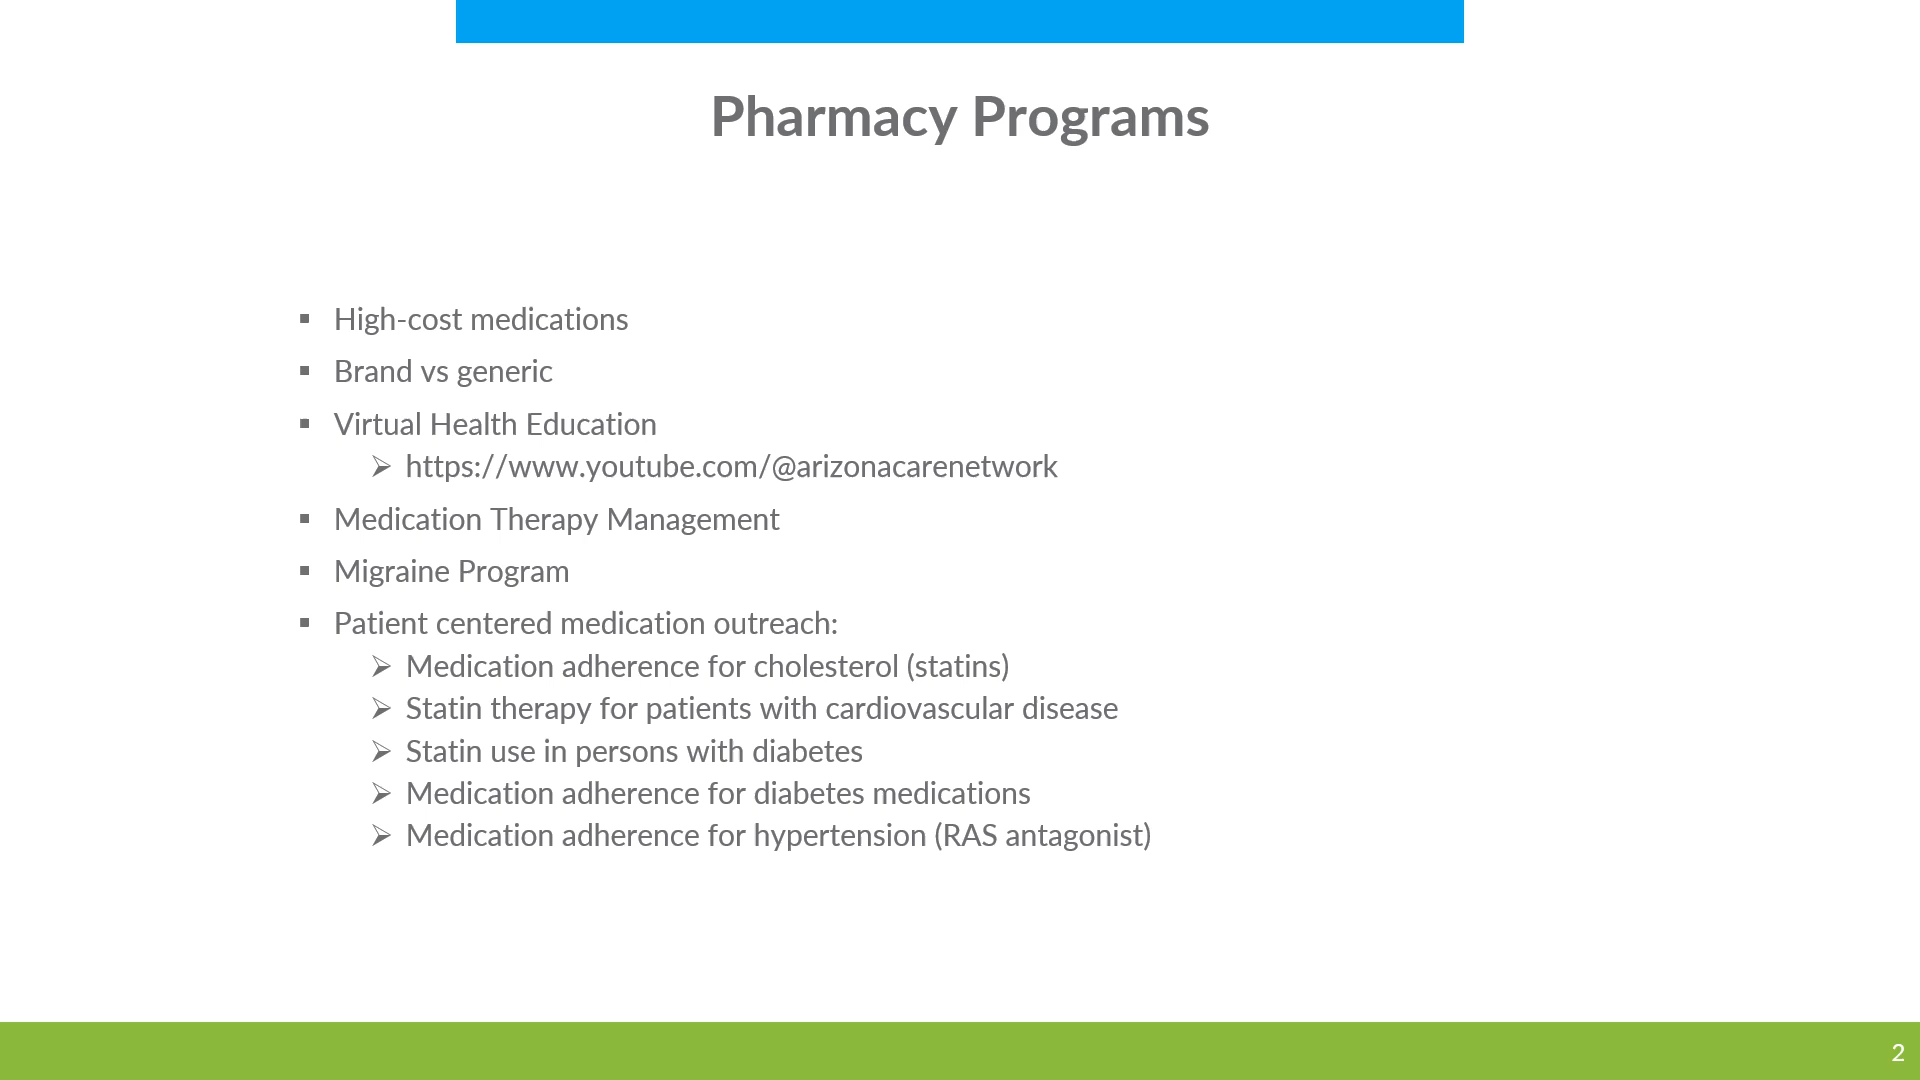 Pharmacy Programs
▪ High-cost medications
▪ Brand vs generic
▪ Virtual Health Education
➢ https://www.youtube.com/@arizonacarenetwork
▪ Medication Therapy Management
▪ Migraine Program
▪ Patient centered medication outreach:
➢ Medication adherence for cholesterol (statins)
➢ Statin therapy for patients with cardiovascular disease
➢ Statin use in persons with diabetes
➢ Medication adherence for diabetes medications
➢ Medication adherence for hypertension (RAS antagonist)
2